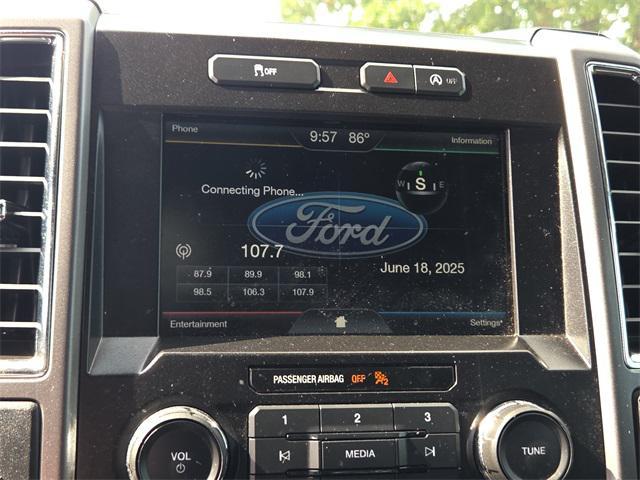 OFF
OFF
Phone
9:57 86°
Information
Connecting Phone...
W S E
Ford
107.7
87.9 89.9 98.1
98.5 106.3 107.9
June 18, 2025
Entertainment
Settings
PASSENGER AIRBAG OFF 2
1 2 3
VOL
MEDIA
TUNE